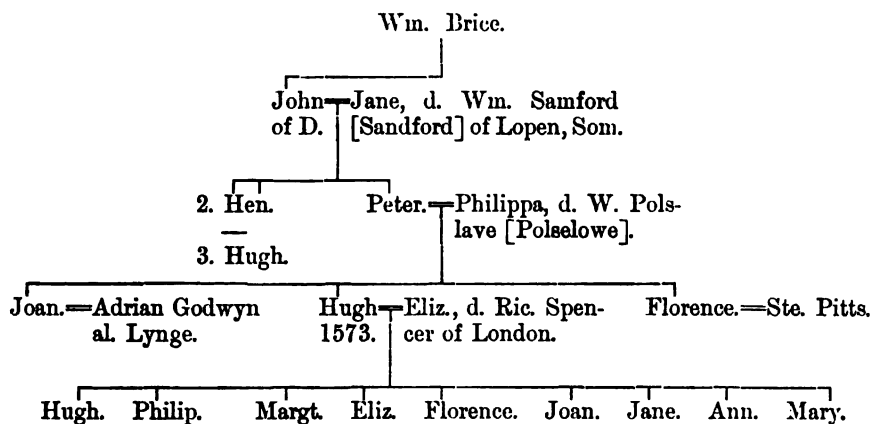 Wm. Brice.
John=Jane, d. Wm. Samford
of D. [Sandford] of Lopen, Som.
2. Hen. Peter.=Philippa, d. W. Pols-
lave [Polselowe].
3. Hugh.
Joan.=Adrian Godwyn Hugh=Eliz., d. Ric. Spen- Florence.=Ste. Pitts.
al. Lynge. 1573. cer of London.
Hugh. Philip. Margt. Eliz. Florence. Joan. Jane. Ann. Mary.